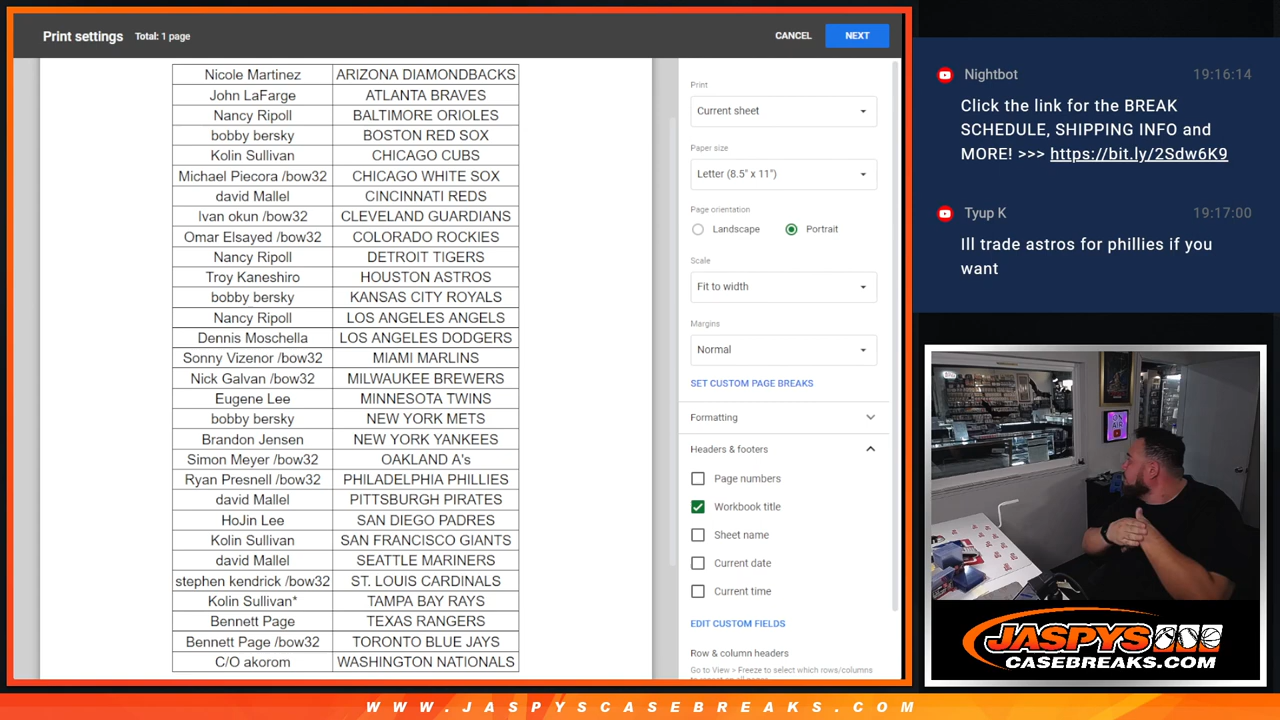 Print settings Total: 1 page CANCEL NEXT
Nicole Martinez ARIZONA DIAMONDBACKS
John LaFarge ATLANTA BRAVES
Nancy Ripoll BALTIMORE ORIOLES
bobby bersky BOSTON RED SOX
Kolin Sullivan CHICAGO CUBS
Michael Piecora /bow32 CHICAGO WHITE SOX
david Mallel CINCINNATI REDS
Ivan okun /bow32 CLEVELAND GUARDIANS
Omar Elsayed /bow32 COLORADO ROCKIES
Nancy Ripoll DETROIT TIGERS
Troy Kaneshiro HOUSTON ASTROS
bobby bersky KANSAS CITY ROYALS
Nancy Ripoll LOS ANGELES ANGELS
Dennis Moschella LOS ANGELES DODGERS
Sonny Vizenor /bow32 MIAMI MARLINS
Nick Galvan /bow32 MILWAUKEE BREWERS
Eugene Lee MINNESOTA TWINS
bobby bersky NEW YORK METS
Brandon Jensen NEW YORK YANKEES
Simon Meyer /bow32 OAKLAND A's
Ryan Presnell /bow32 PHILADELPHIA PHILLIES
david Mallel PITTSBURGH PIRATES
HoJin Lee SAN DIEGO PADRES
Kolin Sullivan SAN FRANCISCO GIANTS
david Mallel SEATTLE MARINERS
stephen kendrick /bow32 ST. LOUIS CARDINALS
Kolin Sullivan* TAMPA BAY RAYS
Bennett Page TEXAS RANGERS
Bennett Page /bow32 TORONTO BLUE JAYS
C/O akorom WASHINGTON NATIONALS
Print
Current sheet
Paper size
Letter (8.5" x 11")
Page orientation
Landscape Portrait
Scale
Fit to width
Margins
Normal
SET CUSTOM PAGE BREAKS
Formatting
Headers & footers
Page numbers
Workbook title
Sheet name
Current date
Current time
EDIT CUSTOM FIELDS
Row & column headers
Go to View > Freeze to select which rows/columns
Nightbot 19:16:14
Click the link for the BREAK
SCHEDULE, SHIPPING INFO and
MORE! >>> https://bit.ly/2Sdw6K9
Tyup K 19:17:00
Ill trade astros for phillies if you
want
JASPYS
CASEBREAKS.COM
WWW.JASPYSCASEBREAKS.COM